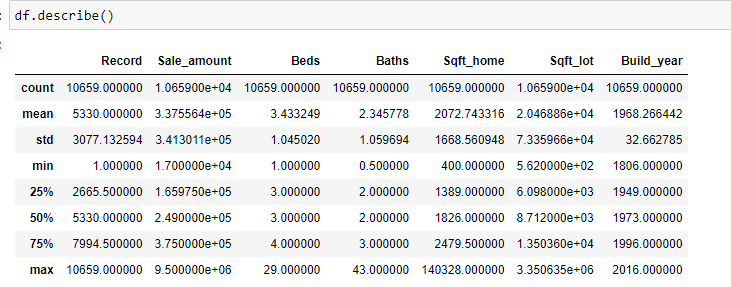 df.describe()
Record Sale_amount Beds Baths Sqft_home Sqft_lot Build_year
count 10659.000000 1.065900e+04 10659.000000 10659.000000 10659.000000 1.065900e+04 10659.000000
mean 5330.000000 3.375564e+05 3.433249 2.345778 2072.743316 2.046886e+04 1968.266442
std 3077.132594 3.413011e+05 1.045020 1.059694 1668.560948 7.335966e+04 32.662785
min 1.000000 1.700000e+04 1.000000 0.500000 400.000000 5.620000e+02 1806.000000
25% 2665.500000 1.659750e+05 3.000000 2.000000 1389.000000 6.098000e+03 1949.000000
50% 5330.000000 2.490000e+05 3.000000 2.000000 1826.000000 8.712000e+03 1973.000000
75% 7994.500000 3.750000e+05 4.000000 3.000000 2479.500000 1.350360e+04 1996.000000
max 10659.000000 9.500000e+06 29.000000 43.000000 140328.000000 3.350635e+06 2016.000000